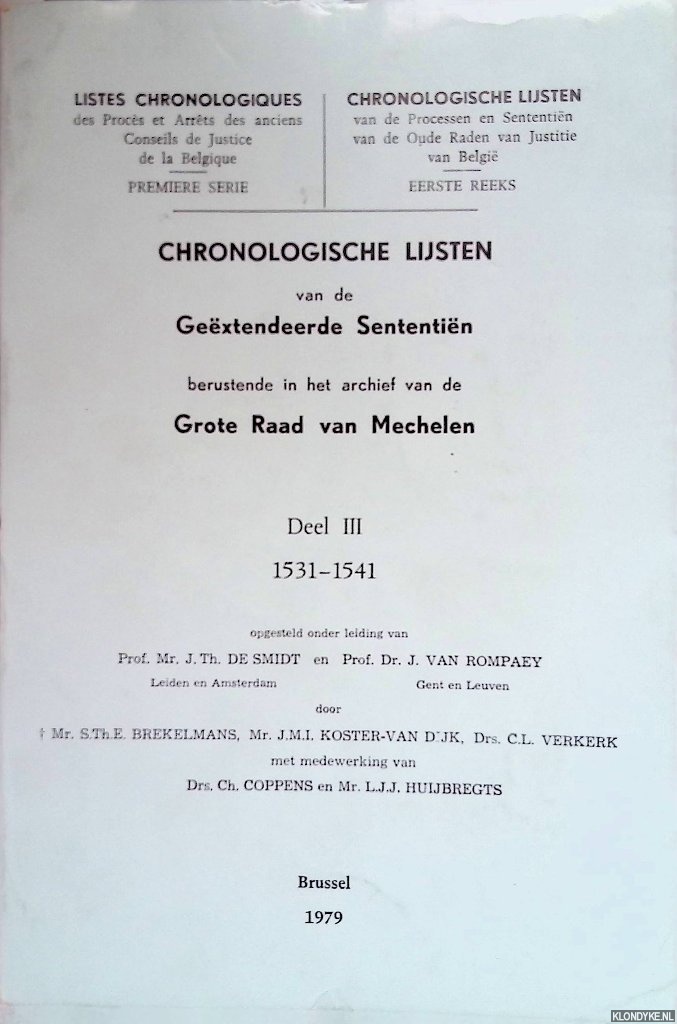 LISTES CHRONOLOGIQUES
des Procès et Arrêts des anciens
Conseils de Justice
de la Belgique
PREMIERE SERIE
CHRONOLOGISCHE LIJSTEN
van de Processen en Sententiën
van de Oude Raden van Justitie
van België
EERSTE REEKS
CHRONOLOGISCHE LIJSTEN
van de
Geëxtendeerde Sententiën
berustende in het archief van de
Grote Raad van Mechelen
Deel III
1531-1541
opgesteld onder leiding van
Prof. Mr. J. Th. DE SMIDT en Prof. Dr. J. VAN ROMPAEY
Leiden en Amsterdam Gent en Leuven
door
† Mr. S.Th.E. BREKELMANS, Mr. J.M.I. KOSTER-VAN DIJK, Drs. C.L. VERKERK
met medewerking van
Drs. Ch. COPPENS en Mr. L.J.J. HUIJBREGTS
Brussel
1979
KLONDYKE.NL